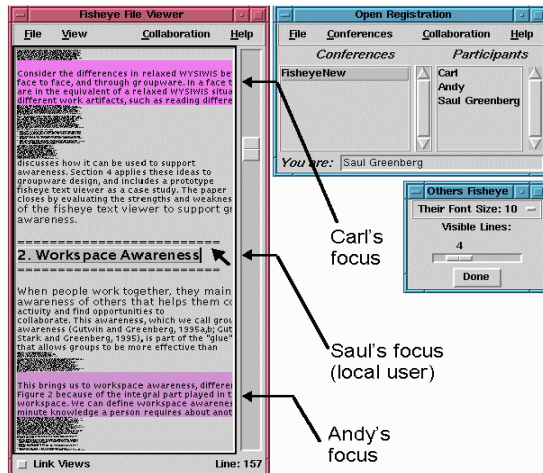 Fisheye File Viewer
File View Collaboration Help
Consider the differences in relaxed WYSIWIS be
face to face, and through groupware. In a face t
are in the equivalent of a relaxed WYSIWIS situa
different work artifacts, such as reading differe
discusses how it can be used to support
awareness. Section 4 applies these ideas to
groupware design, and includes a prototype
fisheye text viewer as a case study. The paper
closes by evaluating the strengths and weaknes
of the fisheye text viewer to support gr
awareness.
2. Workspace Awareness
When people work together, they main
awareness of others that helps them co
activity and find opportunities to
collaborate. This awareness, which we call grou
awareness (Gutwin and Greenberg, 1995a,b; Gut
Stark and Greenberg, 1995), is part of the "glue"
that allows groups to be more effective than
This brings us to workspace awareness, differen
Figure 2 because of the integral part played in t
workspace. We can define workspace awareness
minute knowledge a person requires about anot
Link Views Line: 157
Open Registration
File Conferences Collaboration Help
Conferences Participants
FisheyeNew
Carl
Andy
Saul Greenberg
You are: Saul Greenberg
Others Fisheye
Their Font Size: 10
Visible Lines:
4
Done
Carl's
focus
Saul's focus
(local user)
Andy's
focus